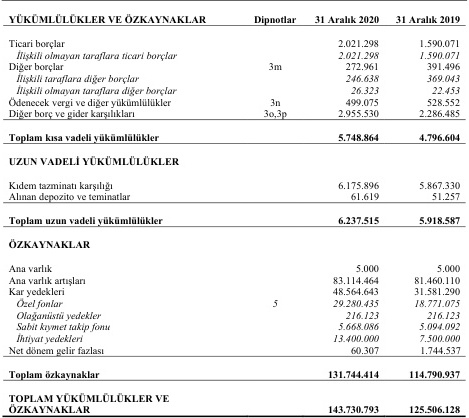 YÜKÜMLÜLÜKLER VE ÖZKAYNAKLAR Dipnotlar 31 Aralık 2020 31 Aralık 2019
Ticari borçlar 2.021.298 1.590.071
İlişkili olmayan taraflara ticari borçlar 2.021.298 1.590.071
Diğer borçlar 3m 272.961 391.496
İlişkili taraflara diğer borçlar 246.638 369.043
İlişkili olmayan taraflara diğer borçlar 26.323 22.453
Ödenecek vergi ve diğer yükümlülükler 3n 499.075 528.552
Diğer borç ve gider karşılıkları 3o,3p 2.955.530 2.286.485
Toplam kısa vadeli yükümlülükler 5.748.864 4.796.604
UZUN VADELİ YÜKÜMLÜLÜKLER
Kıdem tazminatı karşılığı 6.175.896 5.867.330
Alınan depozito ve teminatlar 61.619 51.257
Toplam uzun vadeli yükümlülükler 6.237.515 5.918.587
ÖZKAYNAKLAR
Ana varlık 5.000 5.000
Ana varlık artışları 83.114.464 81.460.110
Kar yedekleri 48.564.643 31.581.290
Özel fonlar 5 29.280.435 18.771.075
Olağanüstü yedekler 216.123 216.123
Sabit kıymet takip fonu 5.668.086 5.094.092
İhtiyat yedekleri 13.400.000 7.500.000
Net dönem gelir fazlası 60.307 1.744.537
Toplam özkaynaklar 131.744.414 114.790.937
TOPLAM YÜKÜMLÜLÜKLER VE
ÖZKAYNAKLAR 143.730.793 125.506.128